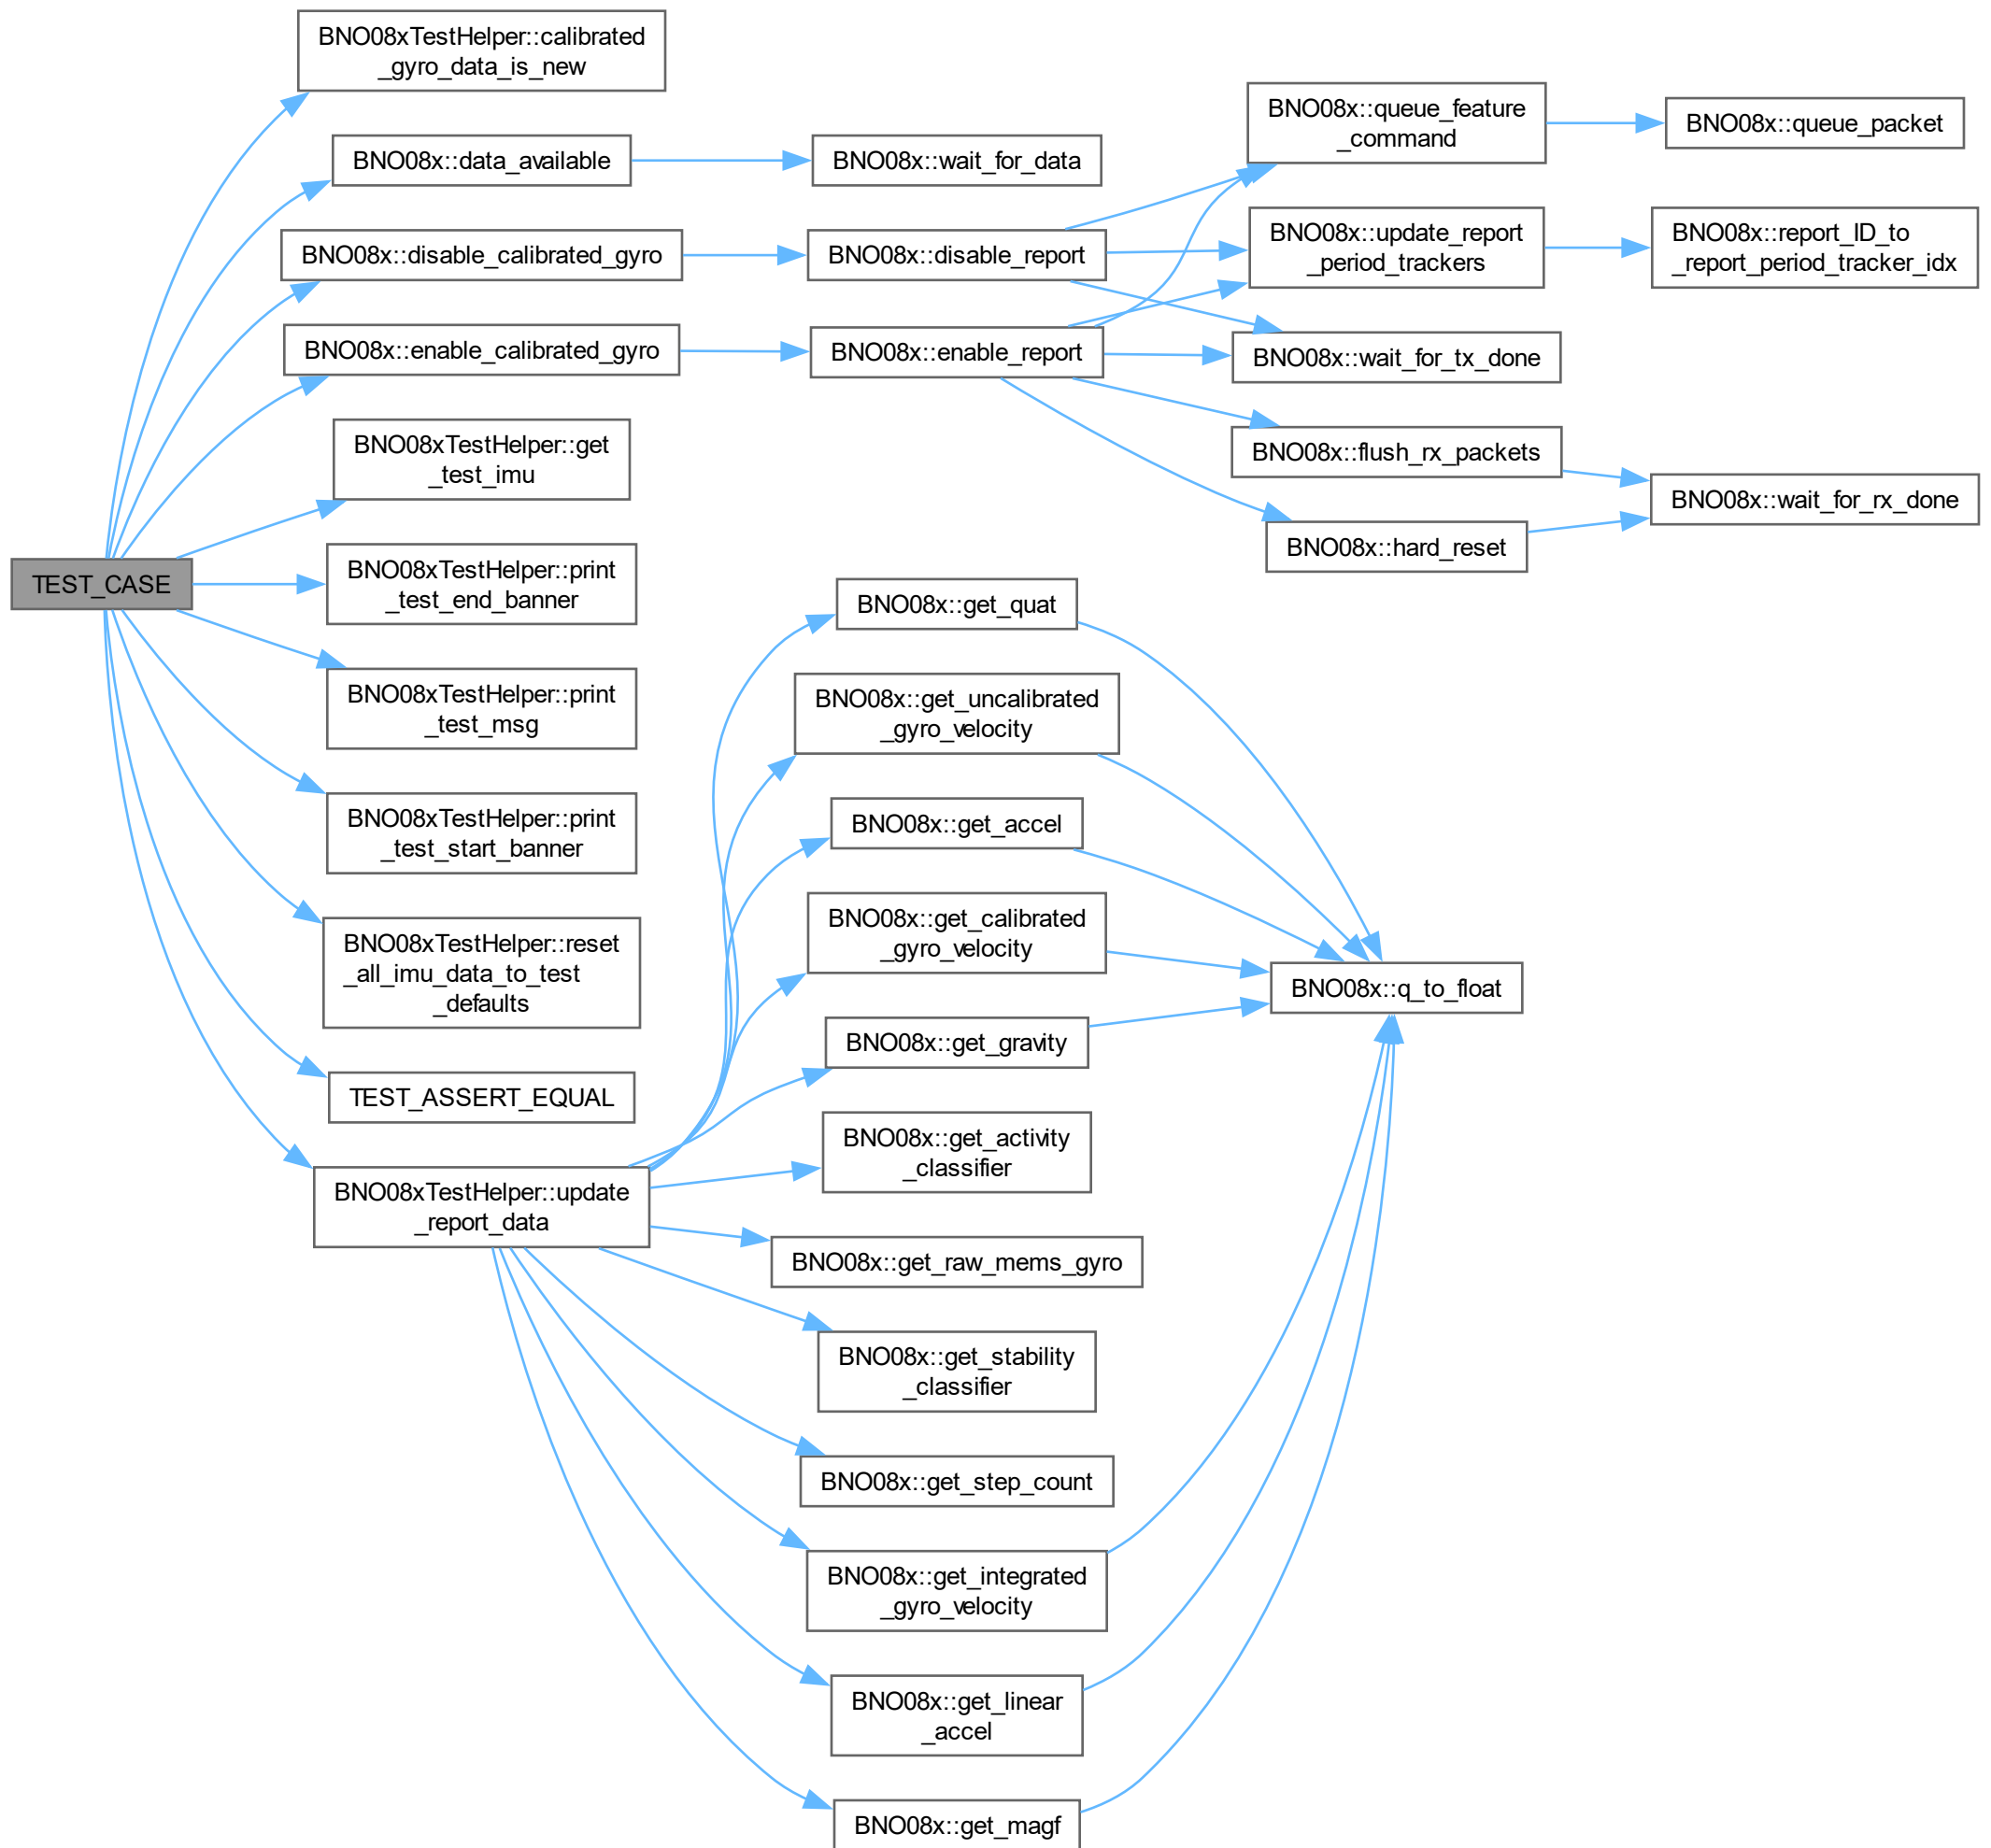 BNO08xTestHelper::calibrated
_gyro_data_is_new
BNO08x::data_available
BNO08x::wait_for_data
BNO08x::disable_calibrated_gyro
BNO08x::disable_report
BNO08x::enable_calibrated_gyro
BNO08x::enable_report
BNO08x::queue_feature
_command
BNO08x::queue_packet
BNO08x::update_report
_period_trackers
BNO08x::report_ID_to
_report_period_tracker_idx
BNO08x::wait_for_tx_done
BNO08x::flush_rx_packets
BNO08x::wait_for_rx_done
BNO08x::hard_reset
BNO08xTestHelper::get
_test_imu
TEST_CASE
BNO08xTestHelper::print
_test_end_banner
BNO08xTestHelper::print
_test_msg
BNO08xTestHelper::print
_test_start_banner
BNO08xTestHelper::reset
_all_imu_data_to_test
_defaults
TEST_ASSERT_EQUAL
BNO08xTestHelper::update
_report_data
BNO08x::get_quat
BNO08x::get_uncalibrated
_gyro_velocity
BNO08x::get_accel
BNO08x::get_calibrated
_gyro_velocity
BNO08x::q_to_float
BNO08x::get_gravity
BNO08x::get_activity
_classifier
BNO08x::get_raw_mems_gyro
BNO08x::get_stability
_classifier
BNO08x::get_step_count
BNO08x::get_integrated
_gyro_velocity
BNO08x::get_linear
_accel
BNO08x::get_magf